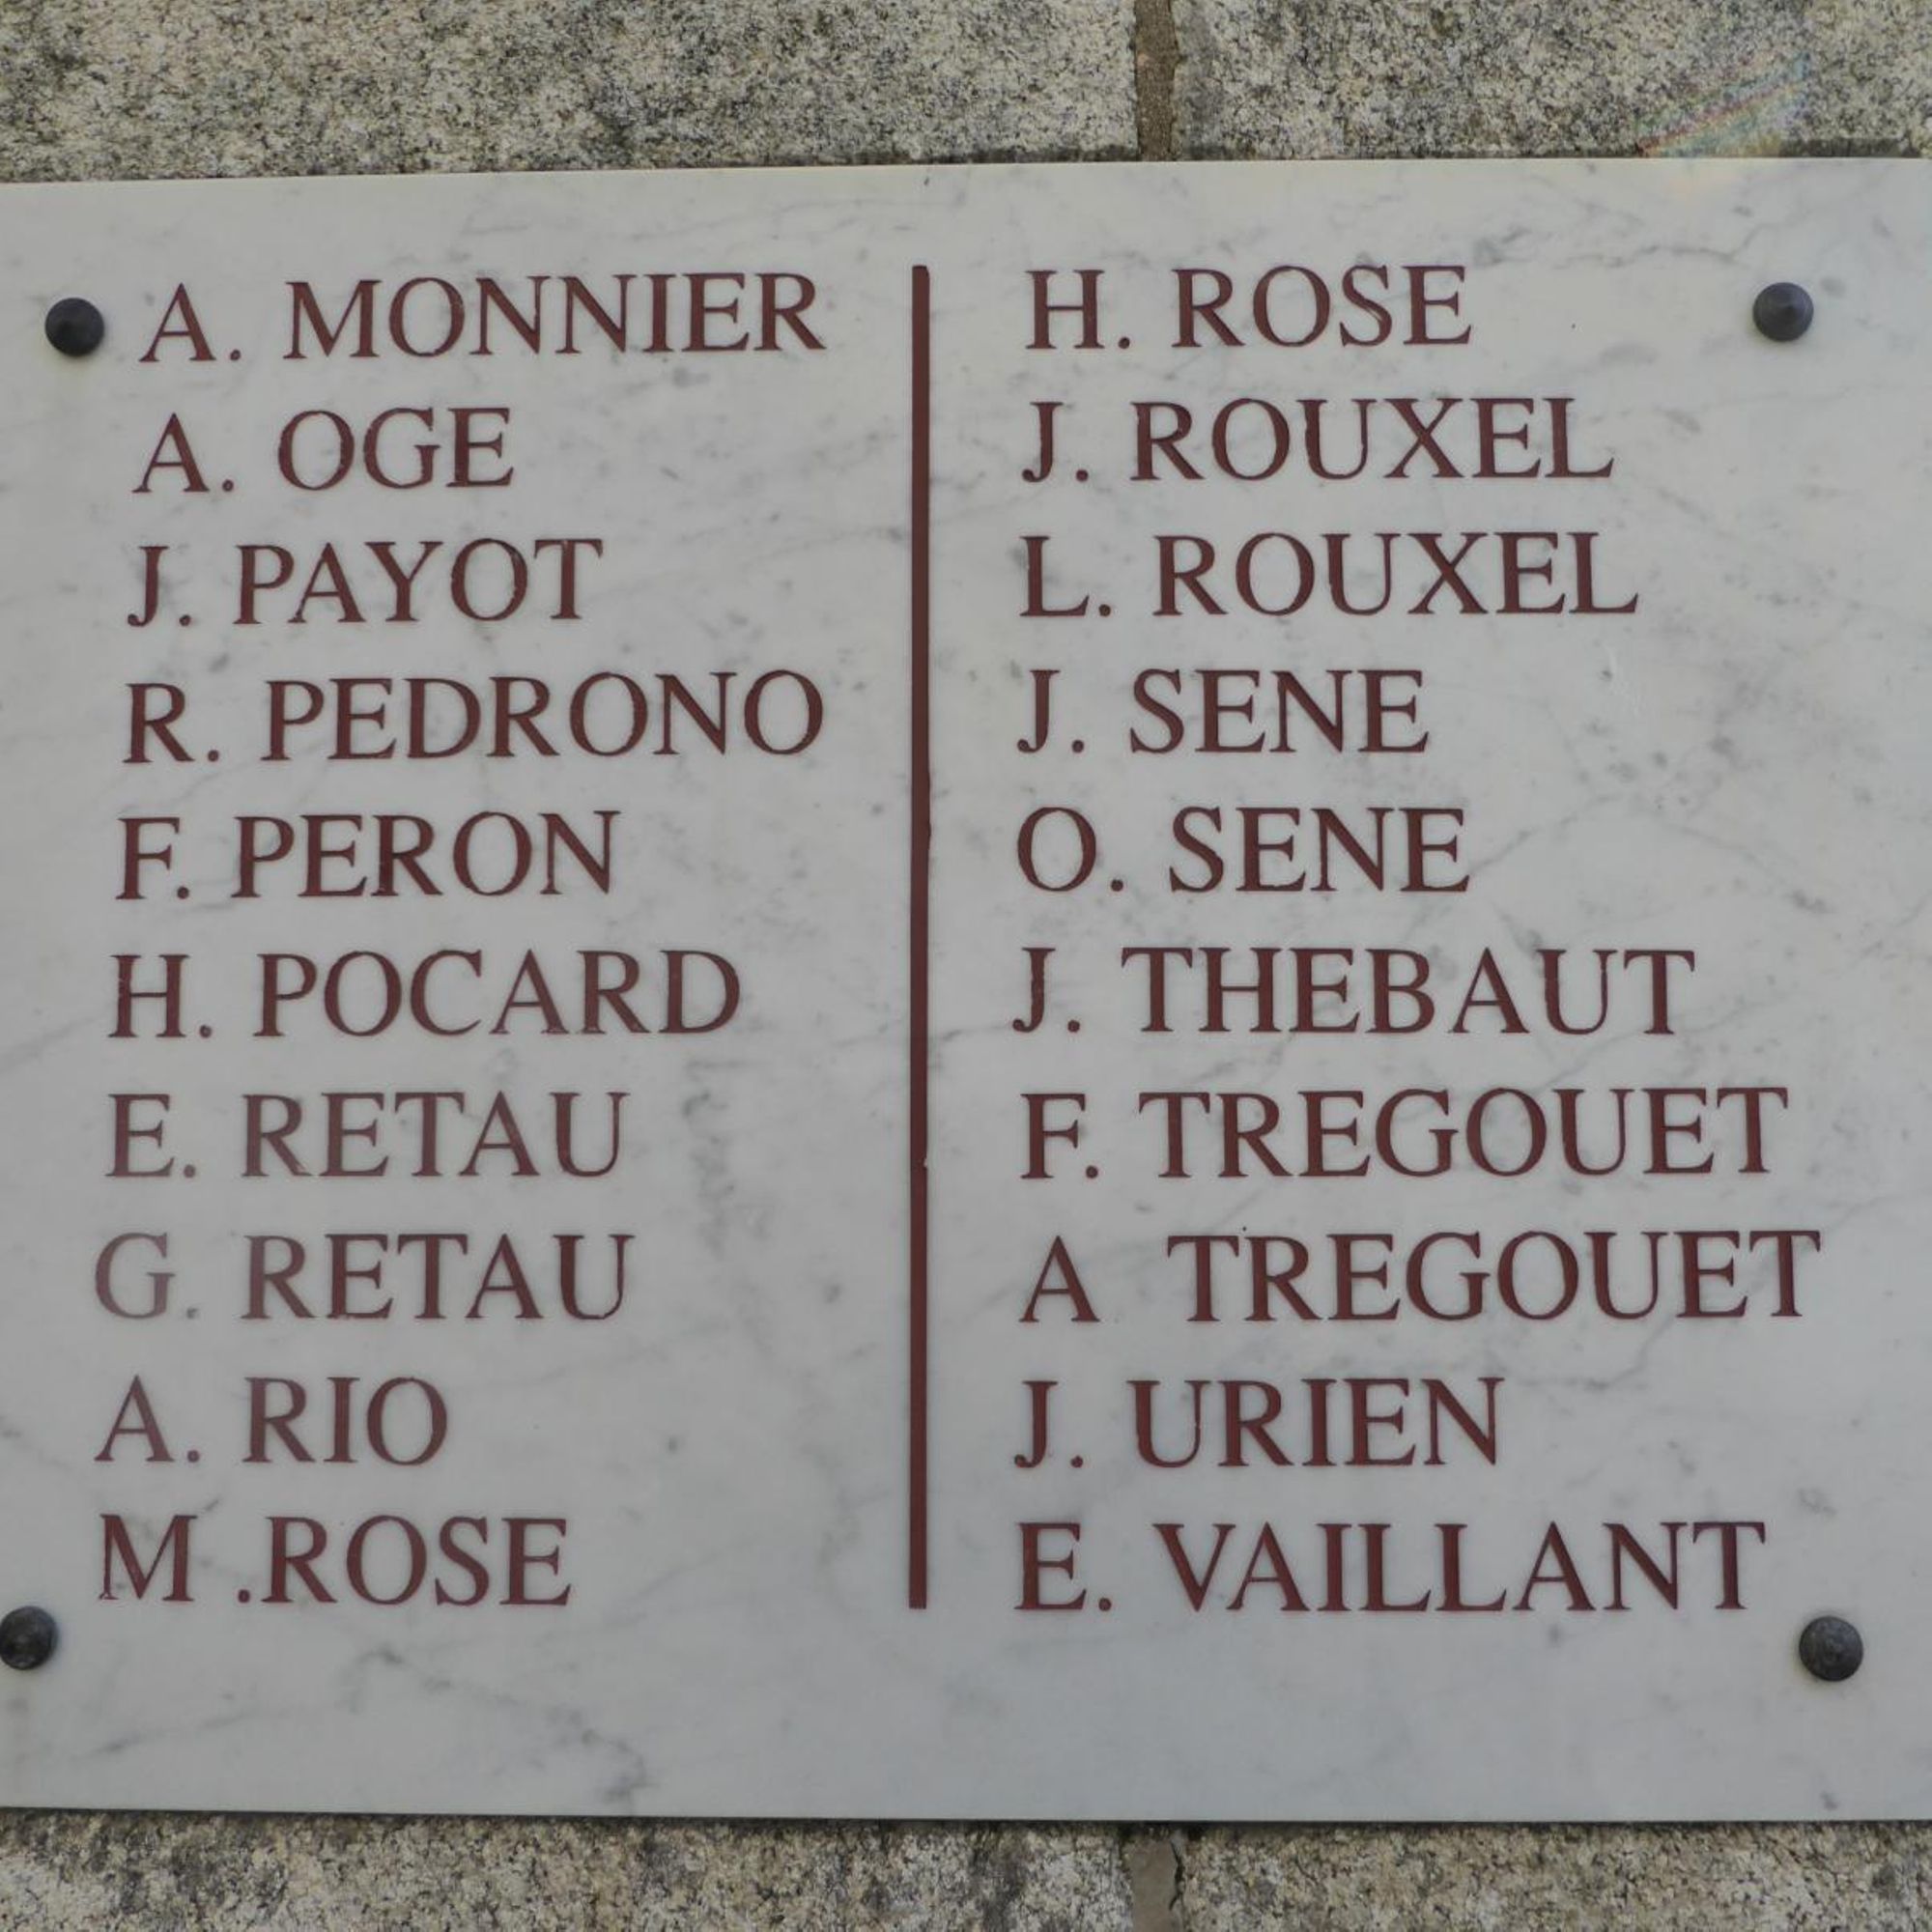 A. MONNIER
A. OGE
J. PAYOT
R. PEDRONO
F. PERON
H. POCARD
E. RETAU
G. RETAU
A. RIO
M .ROSE
H. ROSE
J. ROUXEL
L. ROUXEL
J. SENE
O. SENE
J. THEBAUT
F. TREGOUET
A TREGOUET
J. URIEN
E. VAILLANT